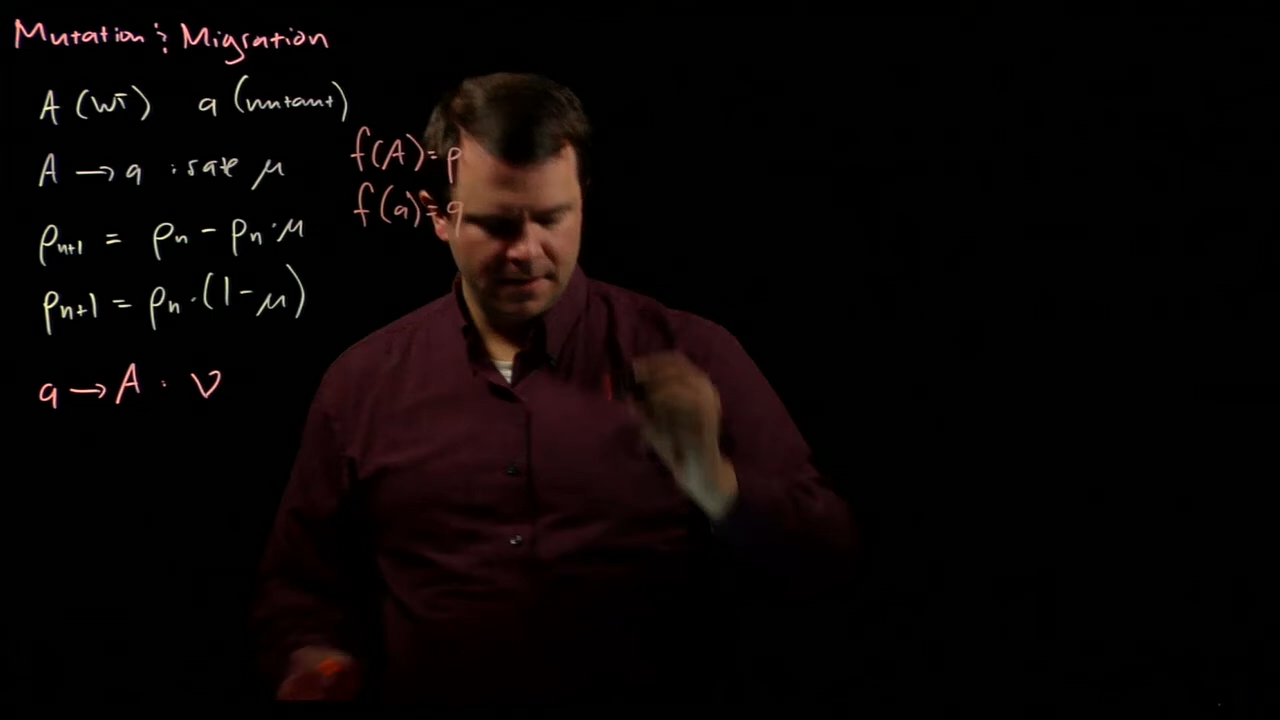 Mutation & Migration
A (WT) a (mutant)
A → a : rate μ
f(A) = p
f(a) = q
pₙ₊₁ = pₙ - pₙ·μ
pₙ₊₁ = pₙ·(1-μ)
a → A : ν